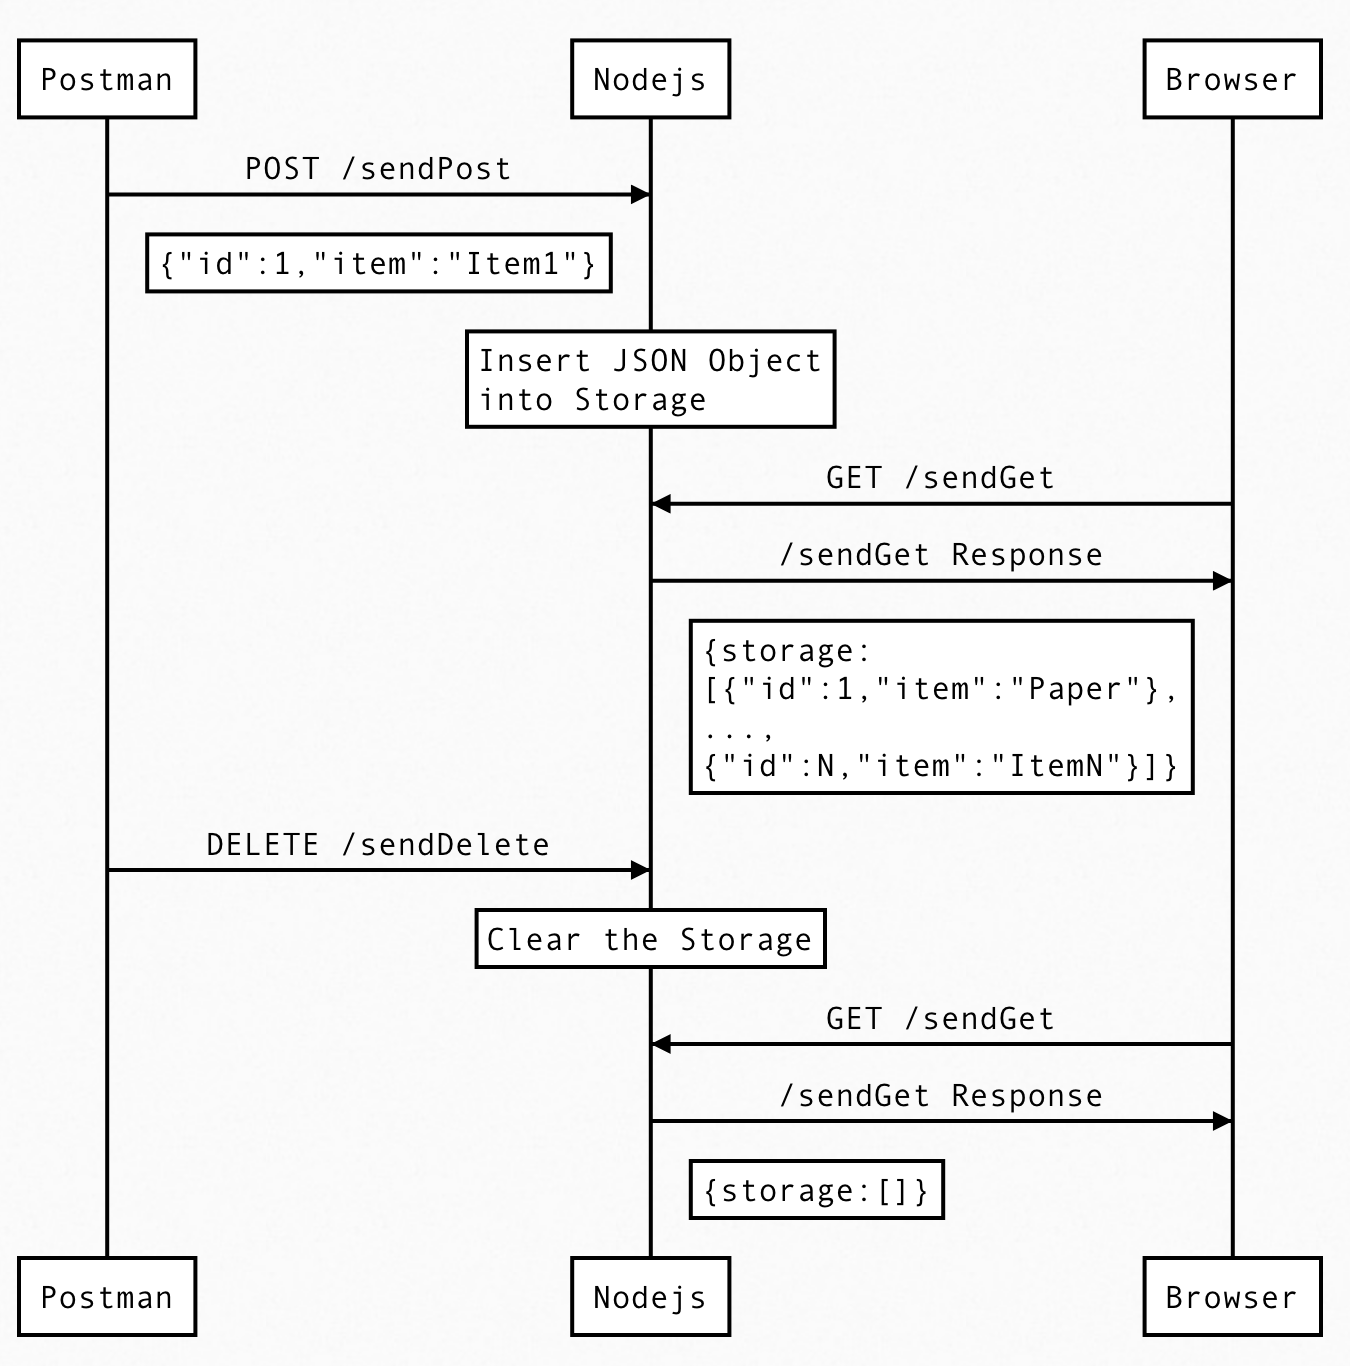 Postman
Nodejs
Browser
POST /sendPost
{"id":1,"item":"Item1"}
Insert JSON Object
into Storage
GET /sendGet
/sendGet Response
{storage:
[{"id":1,"item":"Paper"},
...,
{"id":N,"item":"ItemN"}]}
DELETE /sendDelete
Clear the Storage
GET /sendGet
/sendGet Response
{storage:[]}
Postman
Nodejs
Browser